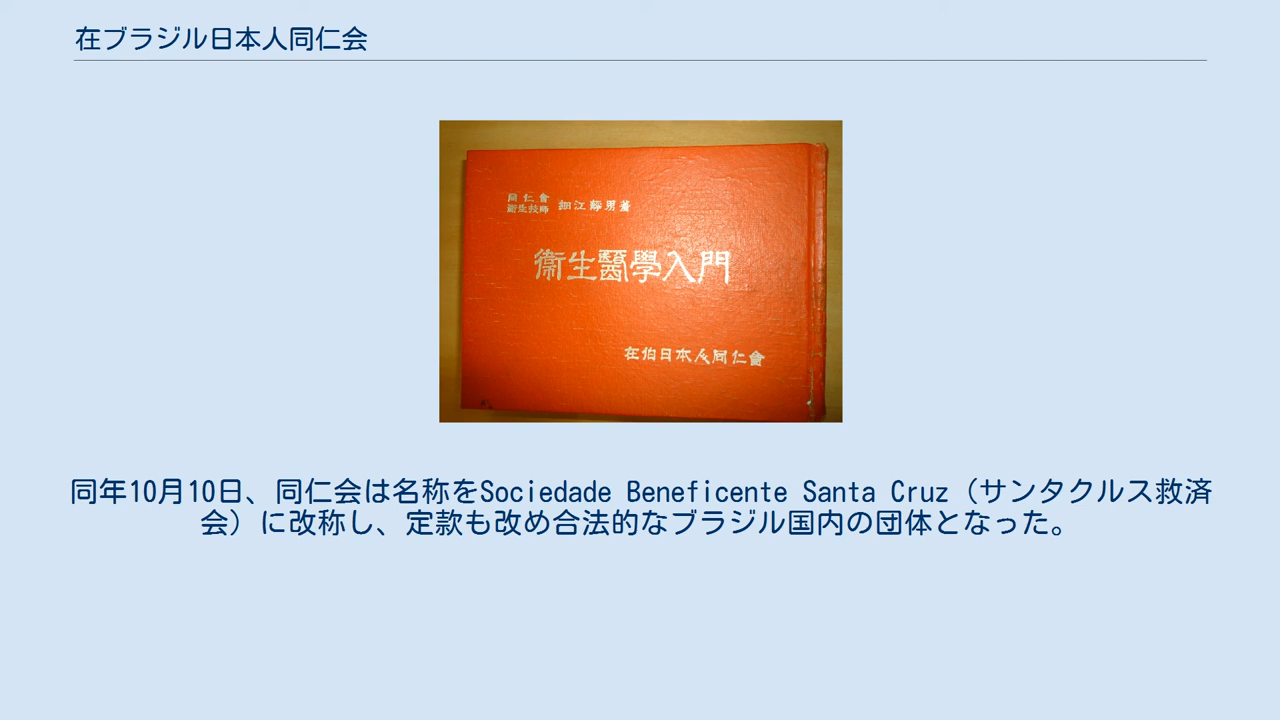 在ブラジル日本人同仁会
同仁會
衞生技師 細江靜男著
衞生醫學入門
在伯日本人同仁會
同年10月10日、同仁会は名称をSociedade Beneficente Santa Cruz（サンタクルス救済
会）に改称し、定款も改め合法的なブラジル国内の団体となった。